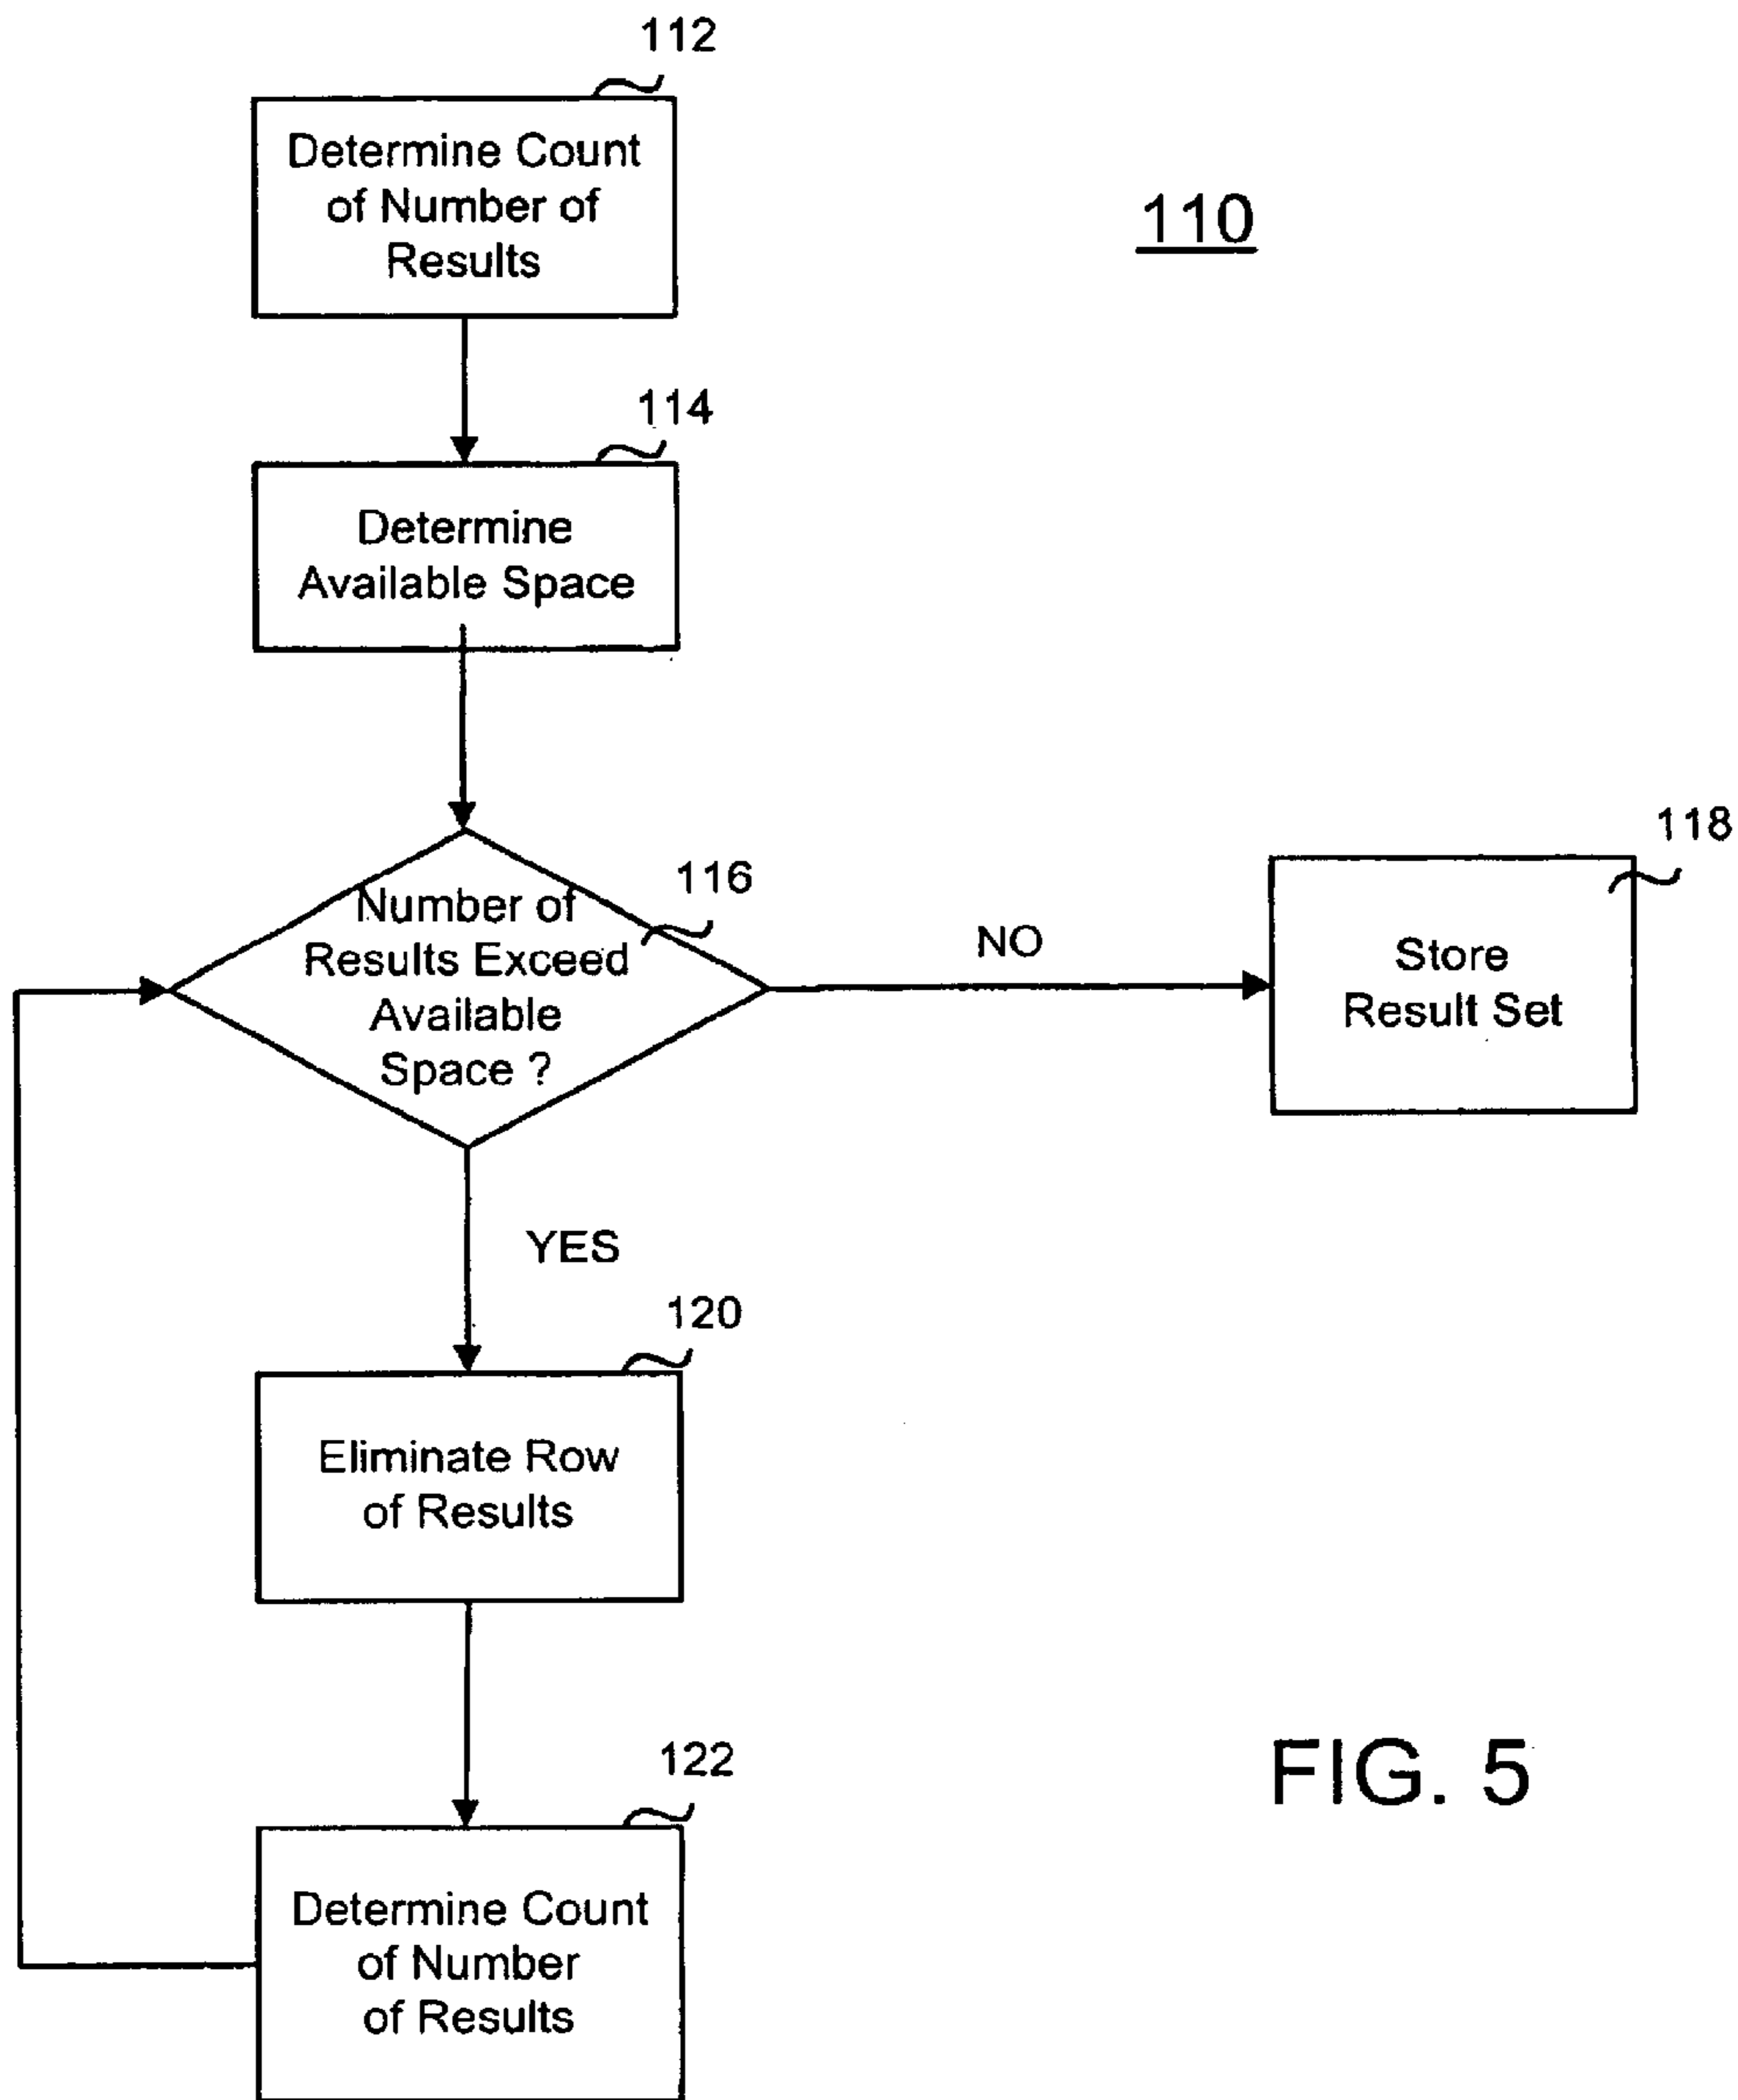 112
Determine Count
of Number of
Results
110
114
Determine
Available Space
116
Number of
Results Exceed
Available
Space ?
NO
118
Store
Result Set
YES
120
Eliminate Row
of Results
122
Determine Count
of Number
of Results
FIG. 5